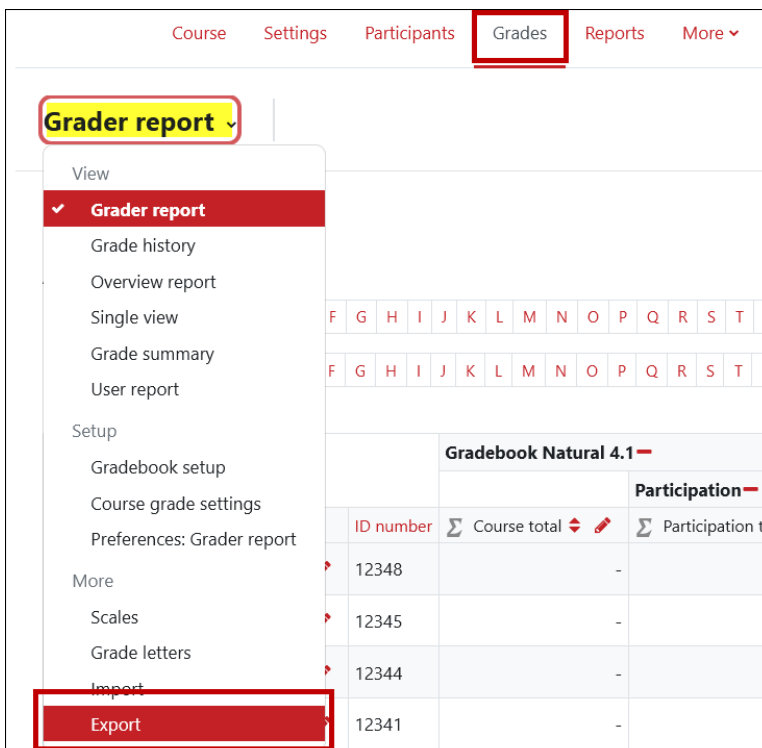 Course Settings Participants Grades Reports More
Grader report
View
Grader report
Grade history
Overview report
Single view
F G H I J K L M N O P Q R S T
Grade summary
F G H I J K L M N O P Q R S T
User report
Setup
Gradebook Natural 4.1
Gradebook setup
Participation
Course grade settings
ID number ∑ Course total ∑ Participation t
Preferences: Grader report
12348 -
More
Scales
12345 -
Grade letters
12344 -
Import
Export
12341 -